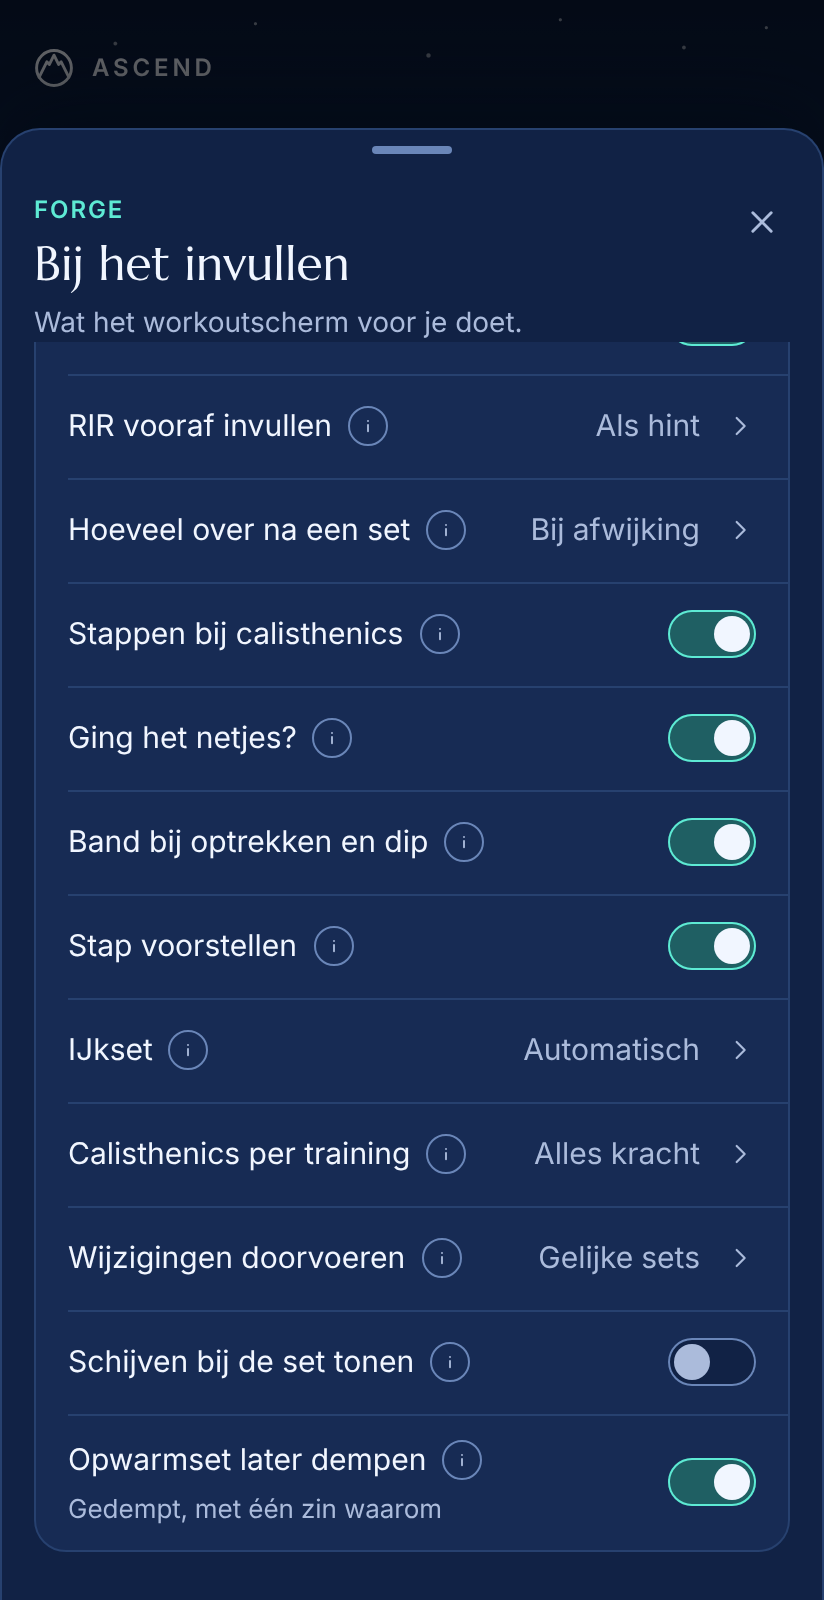 ASCEND
FORGE
Bij het invullen
Wat het workoutscherm voor je doet.
RIR vooraf invullen i Als hint
Hoeveel over na een set i Bij afwijking
Stappen bij calisthenics i
Ging het netjes? i
Band bij optrekken en dip i
Stap voorstellen i
IJkset i Automatisch
Calisthenics per training i Alles kracht
Wijzigingen doorvoeren i Gelijke sets
Schijven bij de set tonen i
Opwarmset later dempen i
Gedempt, met één zin waarom